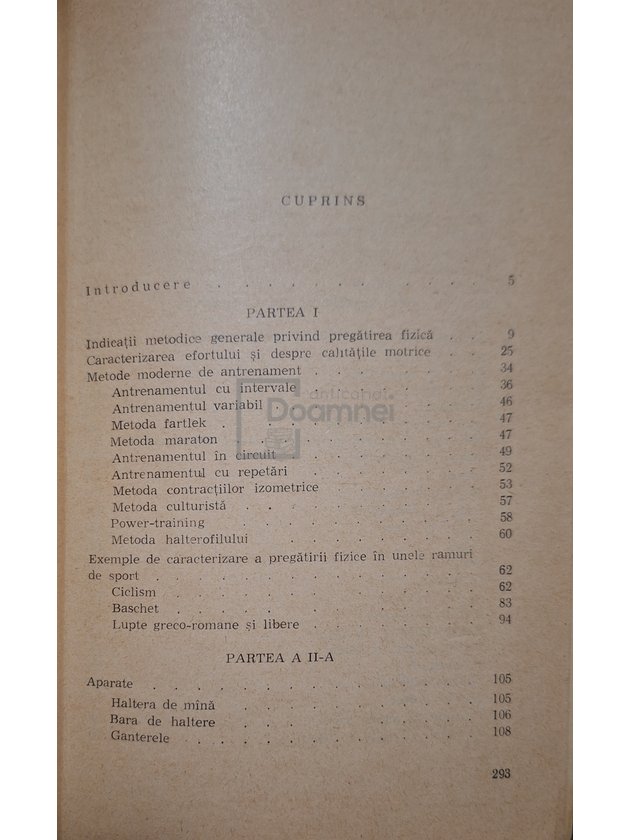 CUPRINS
Introducere . . . . . . . . . . 5
PARTEA I
Indicații metodice generale privind pregătirea fizică . . 9
Caracterizarea efortului și despre calitățile motrice . . 25
Metode moderne de antrenament . . . . . . . 34
Antrenamentul cu intervale . . . . . . . 36
Antrenamentul variabil . . . . . . . 46
Metoda fartlek . . . . . . . . . 47
Metoda maraton . . . . . . . . . 47
Antrenamentul în circuit . . . . . . . 49
Antrenamentul cu repetări . . . . . . . 52
Metoda contracțiilor izometrice . . . . . . 53
Metoda culturistă . . . . . . . . . 57
Power-training . . . . . . . . . 58
Metoda halterofilului . . . . . . . . 60
Exemple de caracterizare a pregătirii fizice în unele ramuri
de sport . . . . . . . . . . . . 62
Ciclism . . . . . . . . . . . 62
Baschet . . . . . . . . . . . 83
Lupte greco-romane și libere . . . . . . . 94
PARTEA A II-A
Aparate . . . . . . . . . . . . 105
Haltera de mînă . . . . . . . . . 105
Bara de haltere . . . . . . . . . 106
Ganterele . . . . . . . . . . . 108
293
anticariat
Doamnei